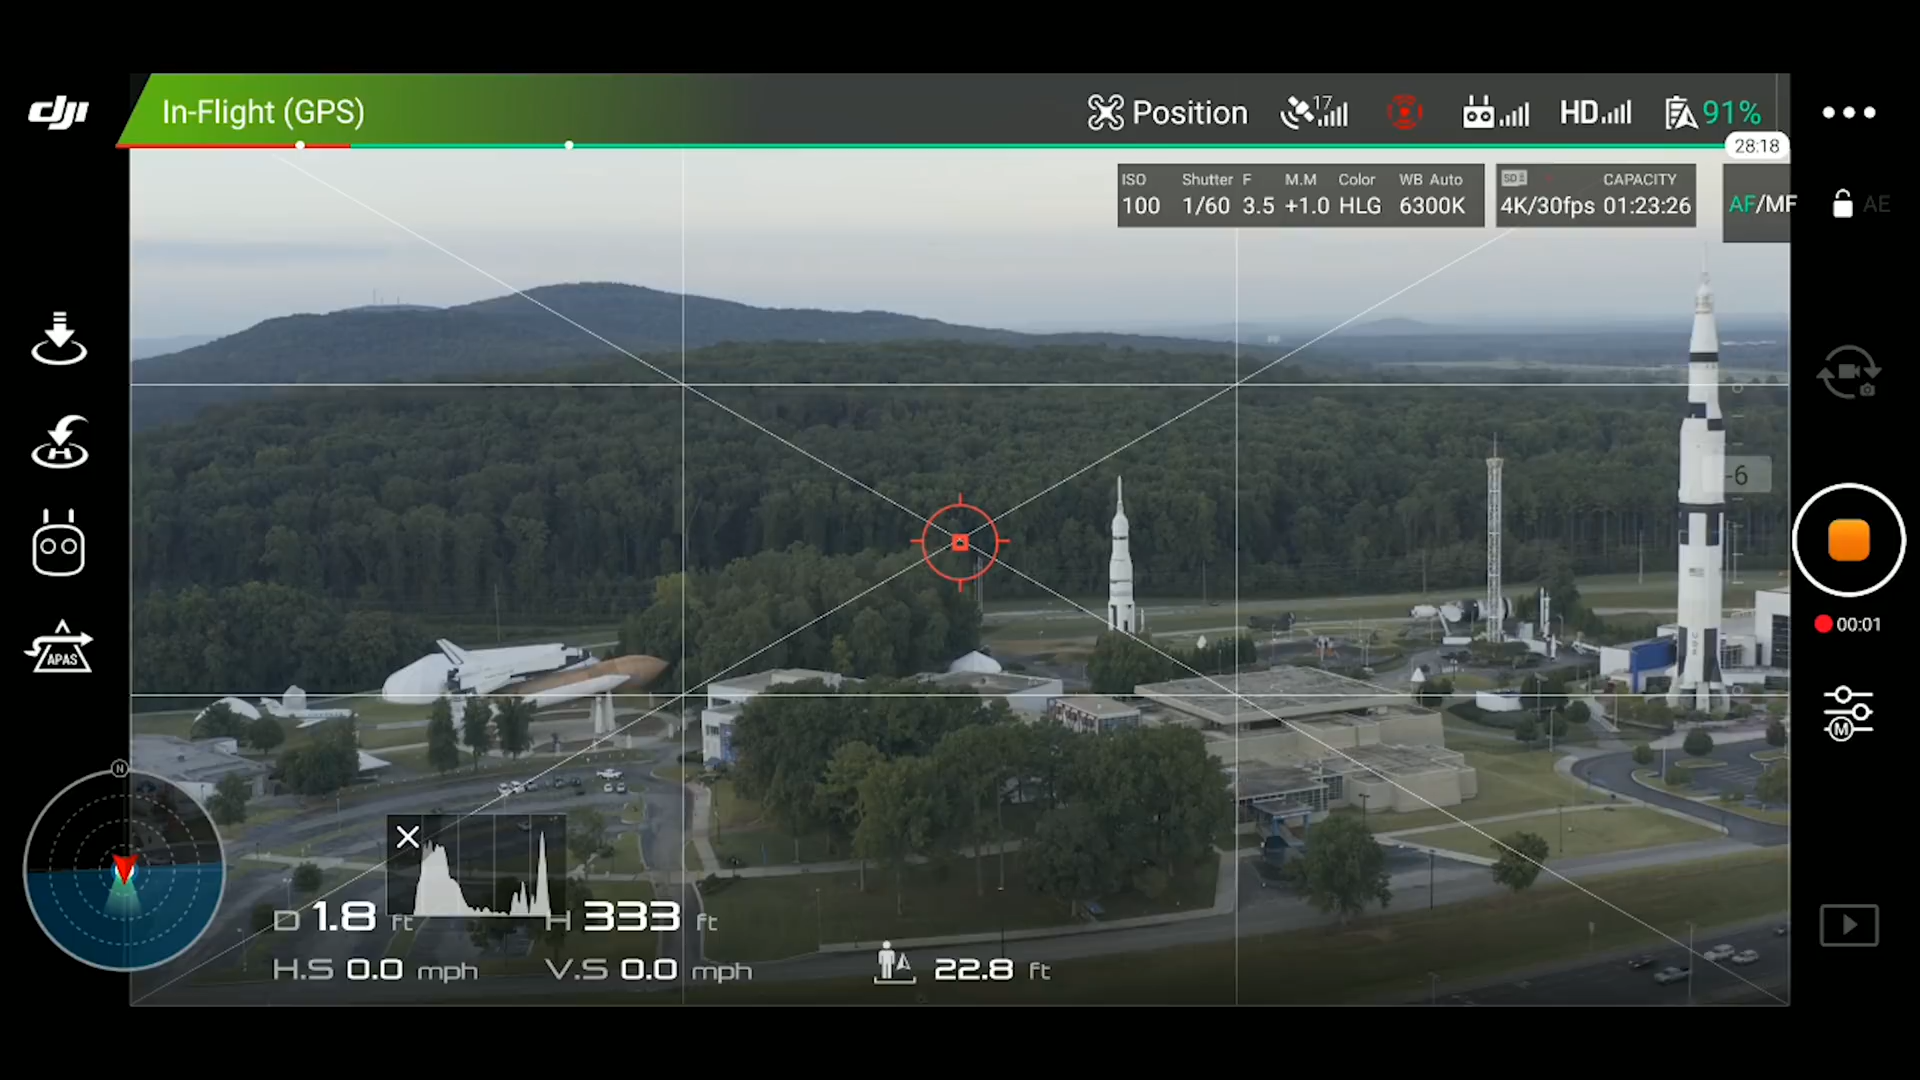 dji
In-Flight (GPS)
Position
17
HD
91%
28:18
ISO Shutter F M.M Color WB Auto
100 1/60 3.5 +1.0 HLG 6300K
SD CAPACITY
4K/30fps 01:23:26
AF/MF
AE
-6
H
APAS
00:01
M
N
D 1.8 ft H 333 ft
H.S 0.0 mph V.S 0.0 mph 22.8 ft